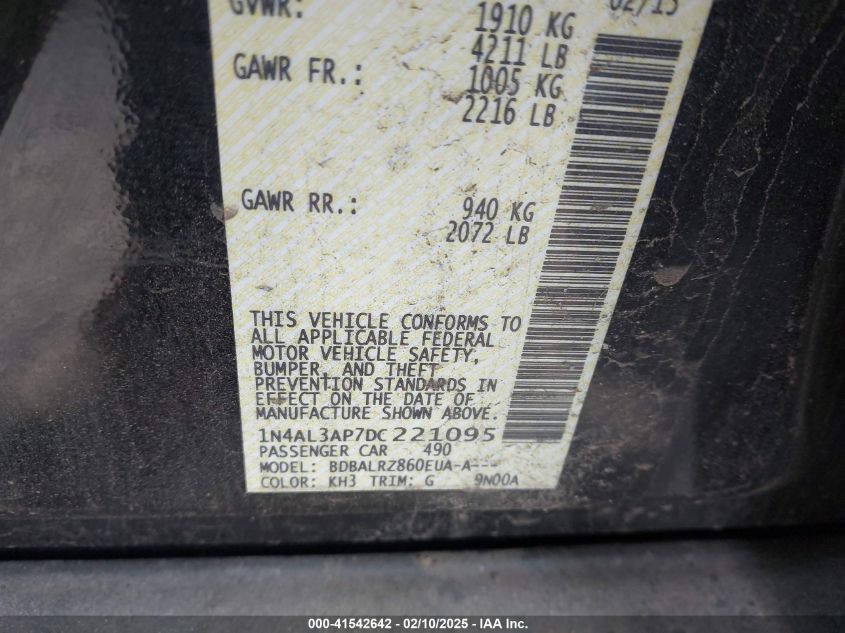 GVWR: 1910 KG 02/13
4211 LB
GAWR FR.: 1005 KG
2216 LB
GAWR RR.: 940 KG
2072 LB
THIS VEHICLE CONFORMS TO
ALL APPLICABLE FEDERAL
MOTOR VEHICLE SAFETY,
BUMPER, AND THEFT
PREVENTION STANDARDS IN
EFFECT ON THE DATE OF
MANUFACTURE SHOWN ABOVE.
1N4AL3AP7DC221095
PASSENGER CAR 490
MODEL: BDBALRZ860EUA-A---
COLOR: KH3 TRIM: G 9N00A
000-41542642 - 02/10/2025 - IAA Inc.